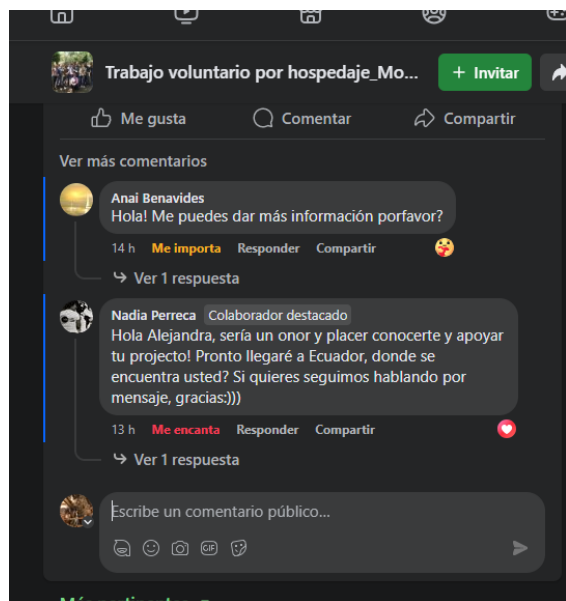 Trabajo voluntario por hospedaje_Mo...
+ Invitar
Me gusta
Comentar
Compartir
Ver más comentarios
Anai Benavides
Hola! Me puedes dar más información porfavor?
14 h Me importa Responder Compartir
Ver 1 respuesta
Nadia Perreca Colaborador destacado
Hola Alejandra, sería un onor y placer conocerte y apoyar
tu projecto! Pronto llegaré a Ecuador, donde se
encuentra usted? Si quieres seguimos hablando por
mensaje, gracias:)))
13 h Me encanta Responder Compartir
Ver 1 respuesta
Escribe un comentario público...
GIF